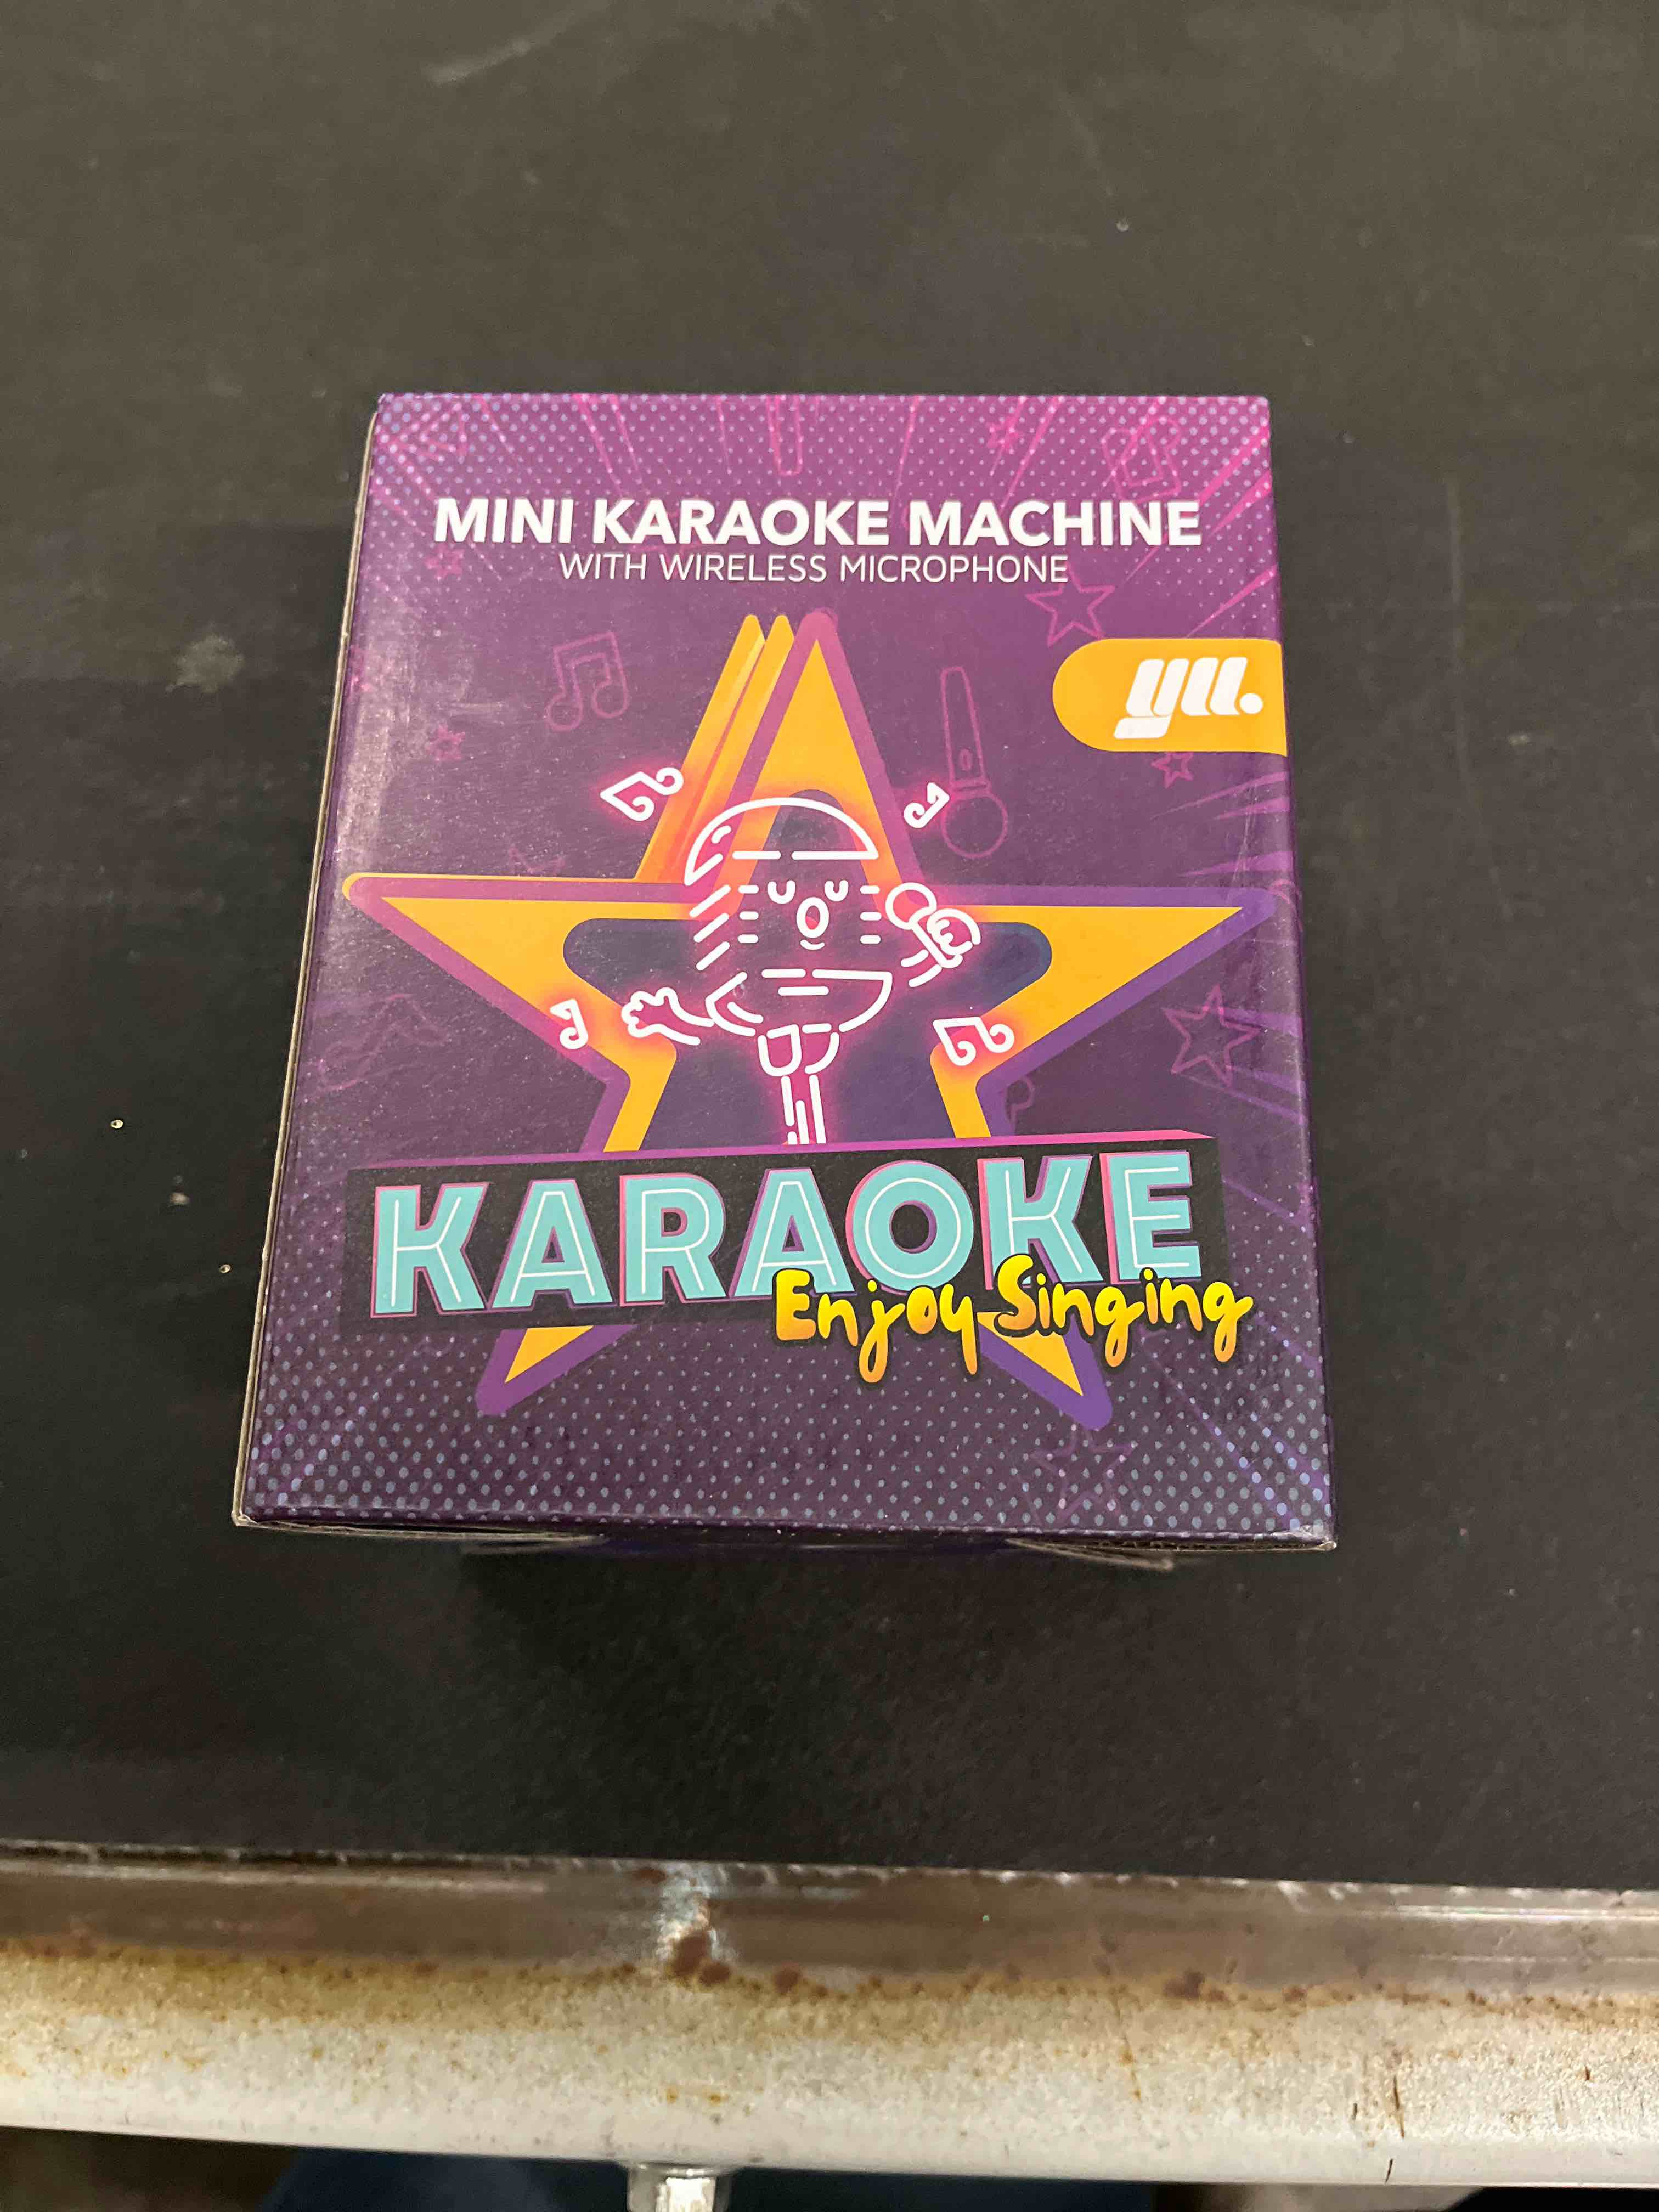 MINI KARAOKE MACHINE
WITH WIRELESS MICROPHONE
yu.
KARAOKE
Enjoy Singing